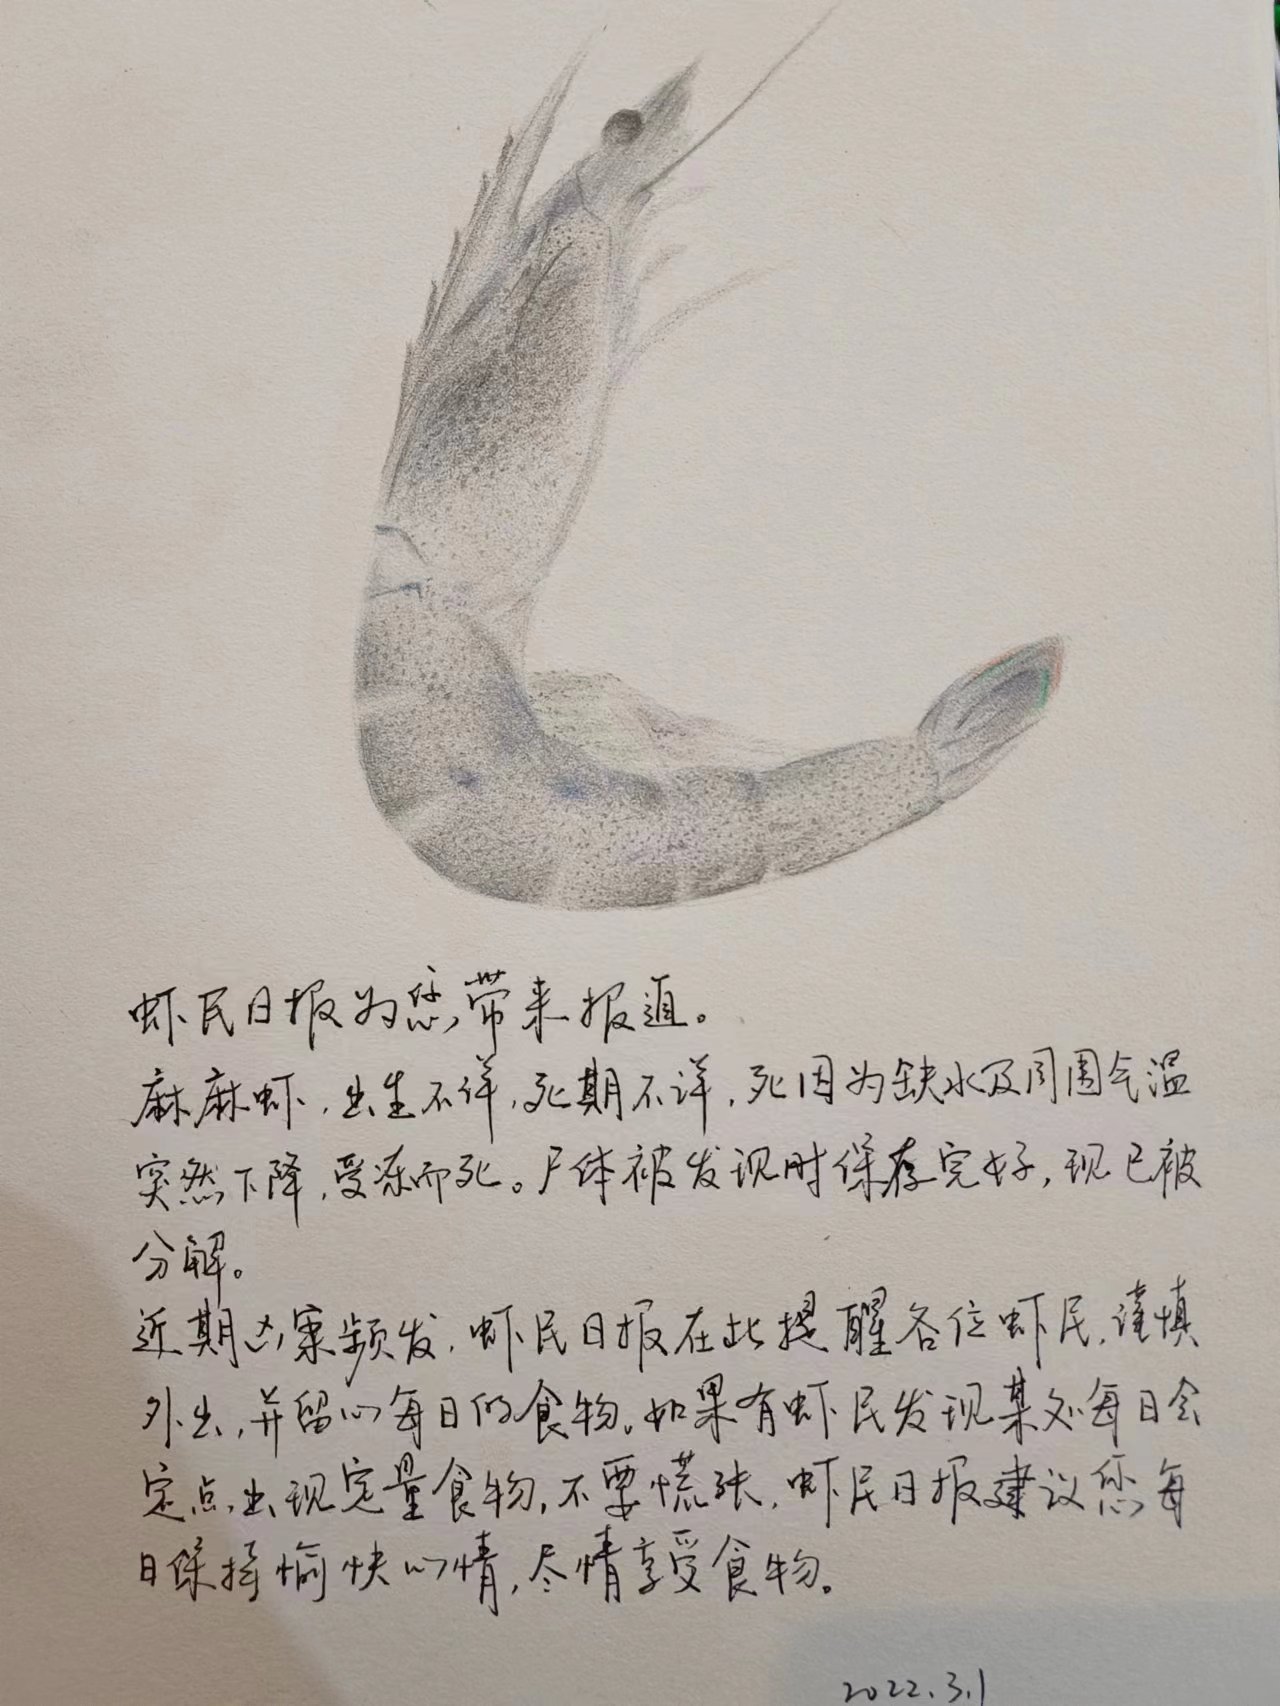 虾民日报为您带来报道。
麻麻虾，出生不详，死期不详，死因为缺水及周围气温
突然下降，受冻而死。尸体被发现时保存完好，现已被
分解。
近期凶案频发，虾民日报在此提醒各位虾民，谨慎
外出，并留心每日的食物。如果有虾民发现某处每日会
定点出现定量食物，不要慌张，虾民日报建议您每
日保持愉快心情，尽情享受食物。
2022.3.1